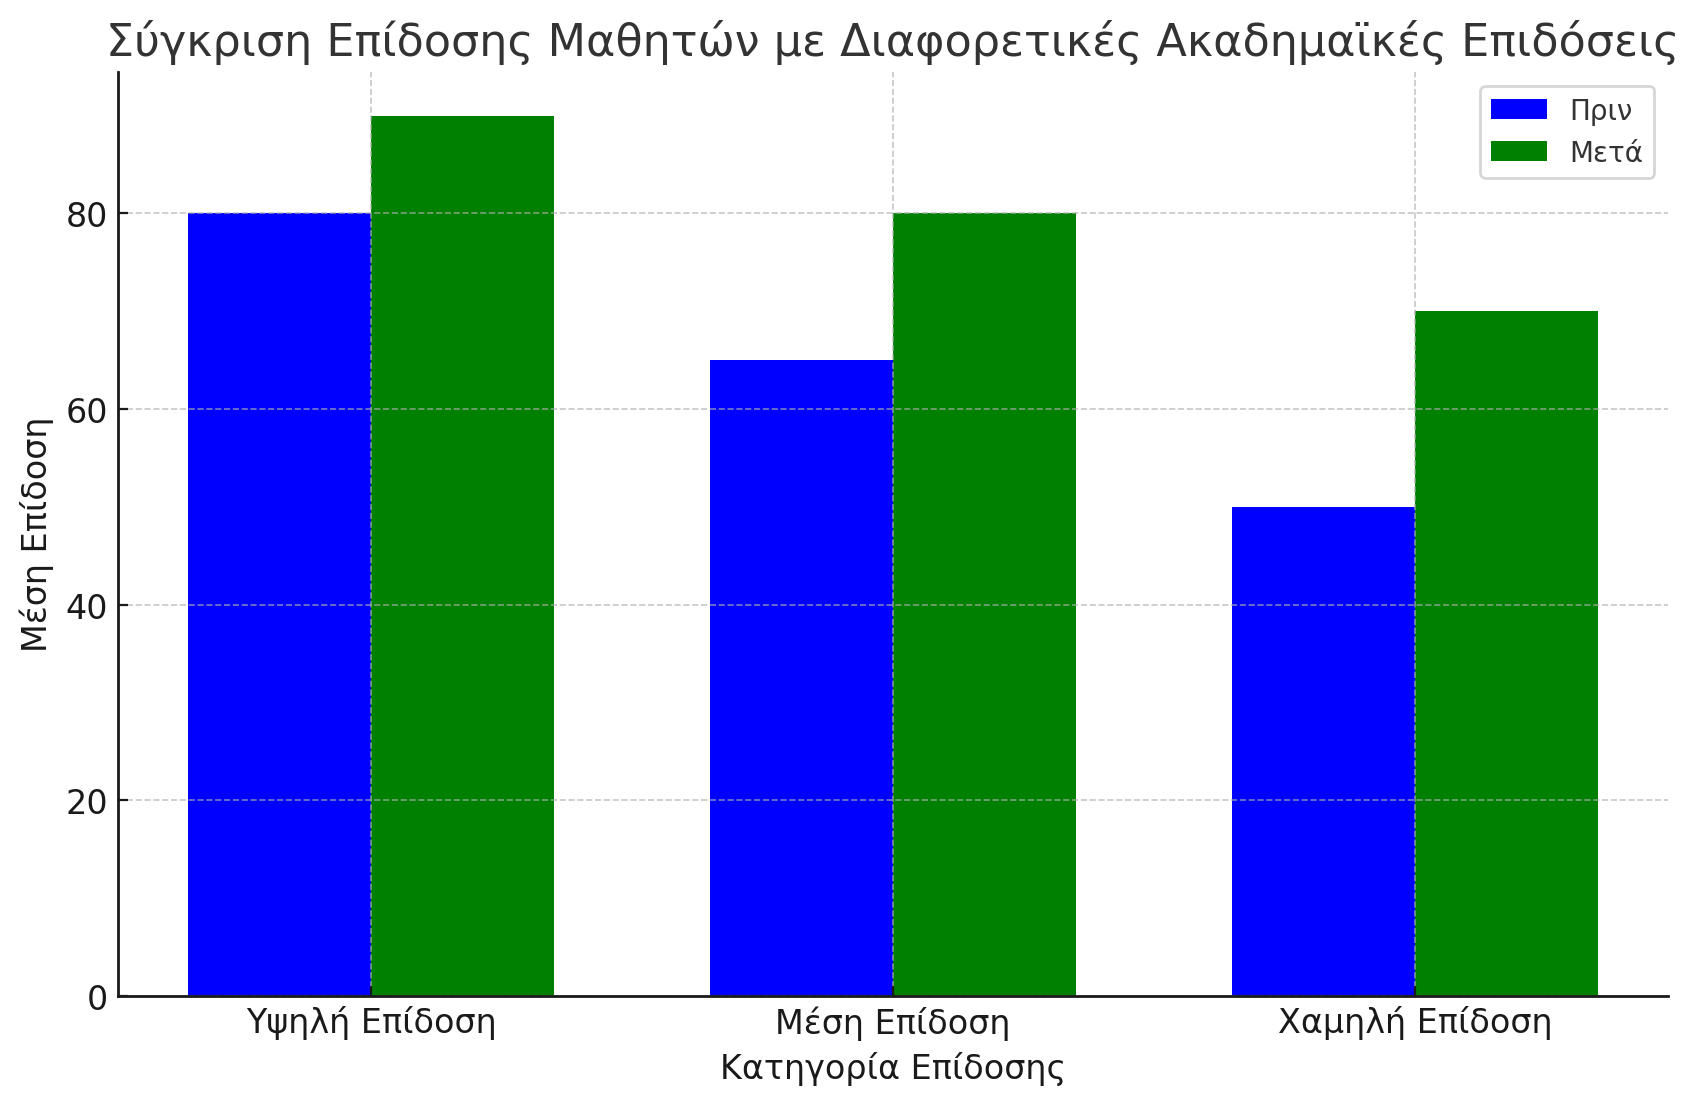 Σύγκριση Επίδοσης Μαθητών με Διαφορετικές Ακαδημαϊκές Επιδόσεις
Πριν
Μετά
Μέση Επίδοση
80
60
40
20
0
Υψηλή Επίδοση
Μέση Επίδοση
Χαμηλή Επίδοση
Κατηγορία Επίδοσης